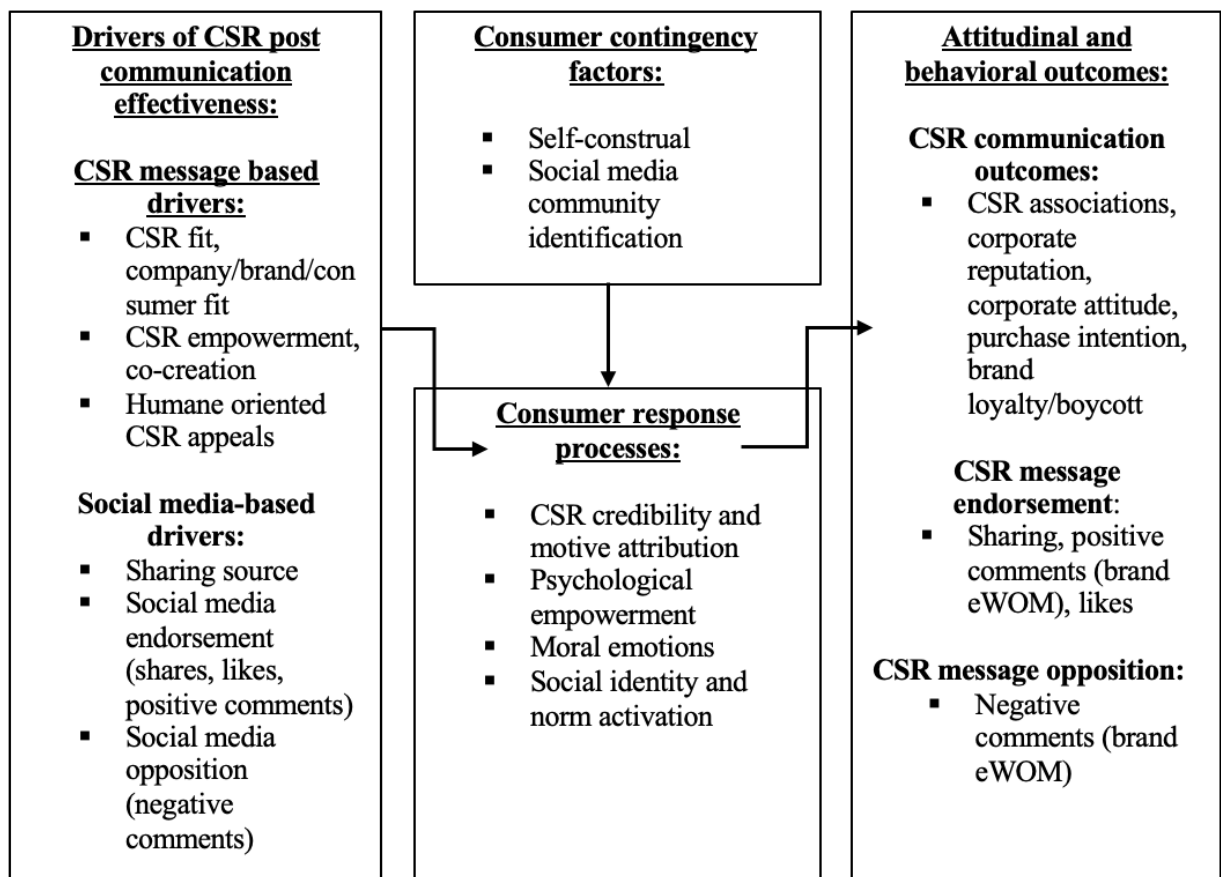 Drivers of CSR post
communication
effectiveness:
CSR message based
drivers:
▪ CSR fit,
company/brand/con
sumer fit
▪ CSR empowerment,
co-creation
▪ Humane oriented
CSR appeals
Social media-based
drivers:
▪ Sharing source
▪ Social media
endorsement
(shares, likes,
positive comments)
▪ Social media
opposition
(negative
comments)
Consumer contingency
factors:
▪ Self-construal
▪ Social media
community
identification
Consumer response
processes:
▪ CSR credibility and
motive attribution
▪ Psychological
empowerment
▪ Moral emotions
▪ Social identity and
norm activation
Attitudinal and
behavioral outcomes:
CSR communication
outcomes:
▪ CSR associations,
corporate
reputation,
corporate attitude,
purchase intention,
brand
loyalty/boycott
CSR message
endorsement:
▪ Sharing, positive
comments (brand
eWOM), likes
CSR message opposition:
▪ Negative
comments (brand
eWOM)